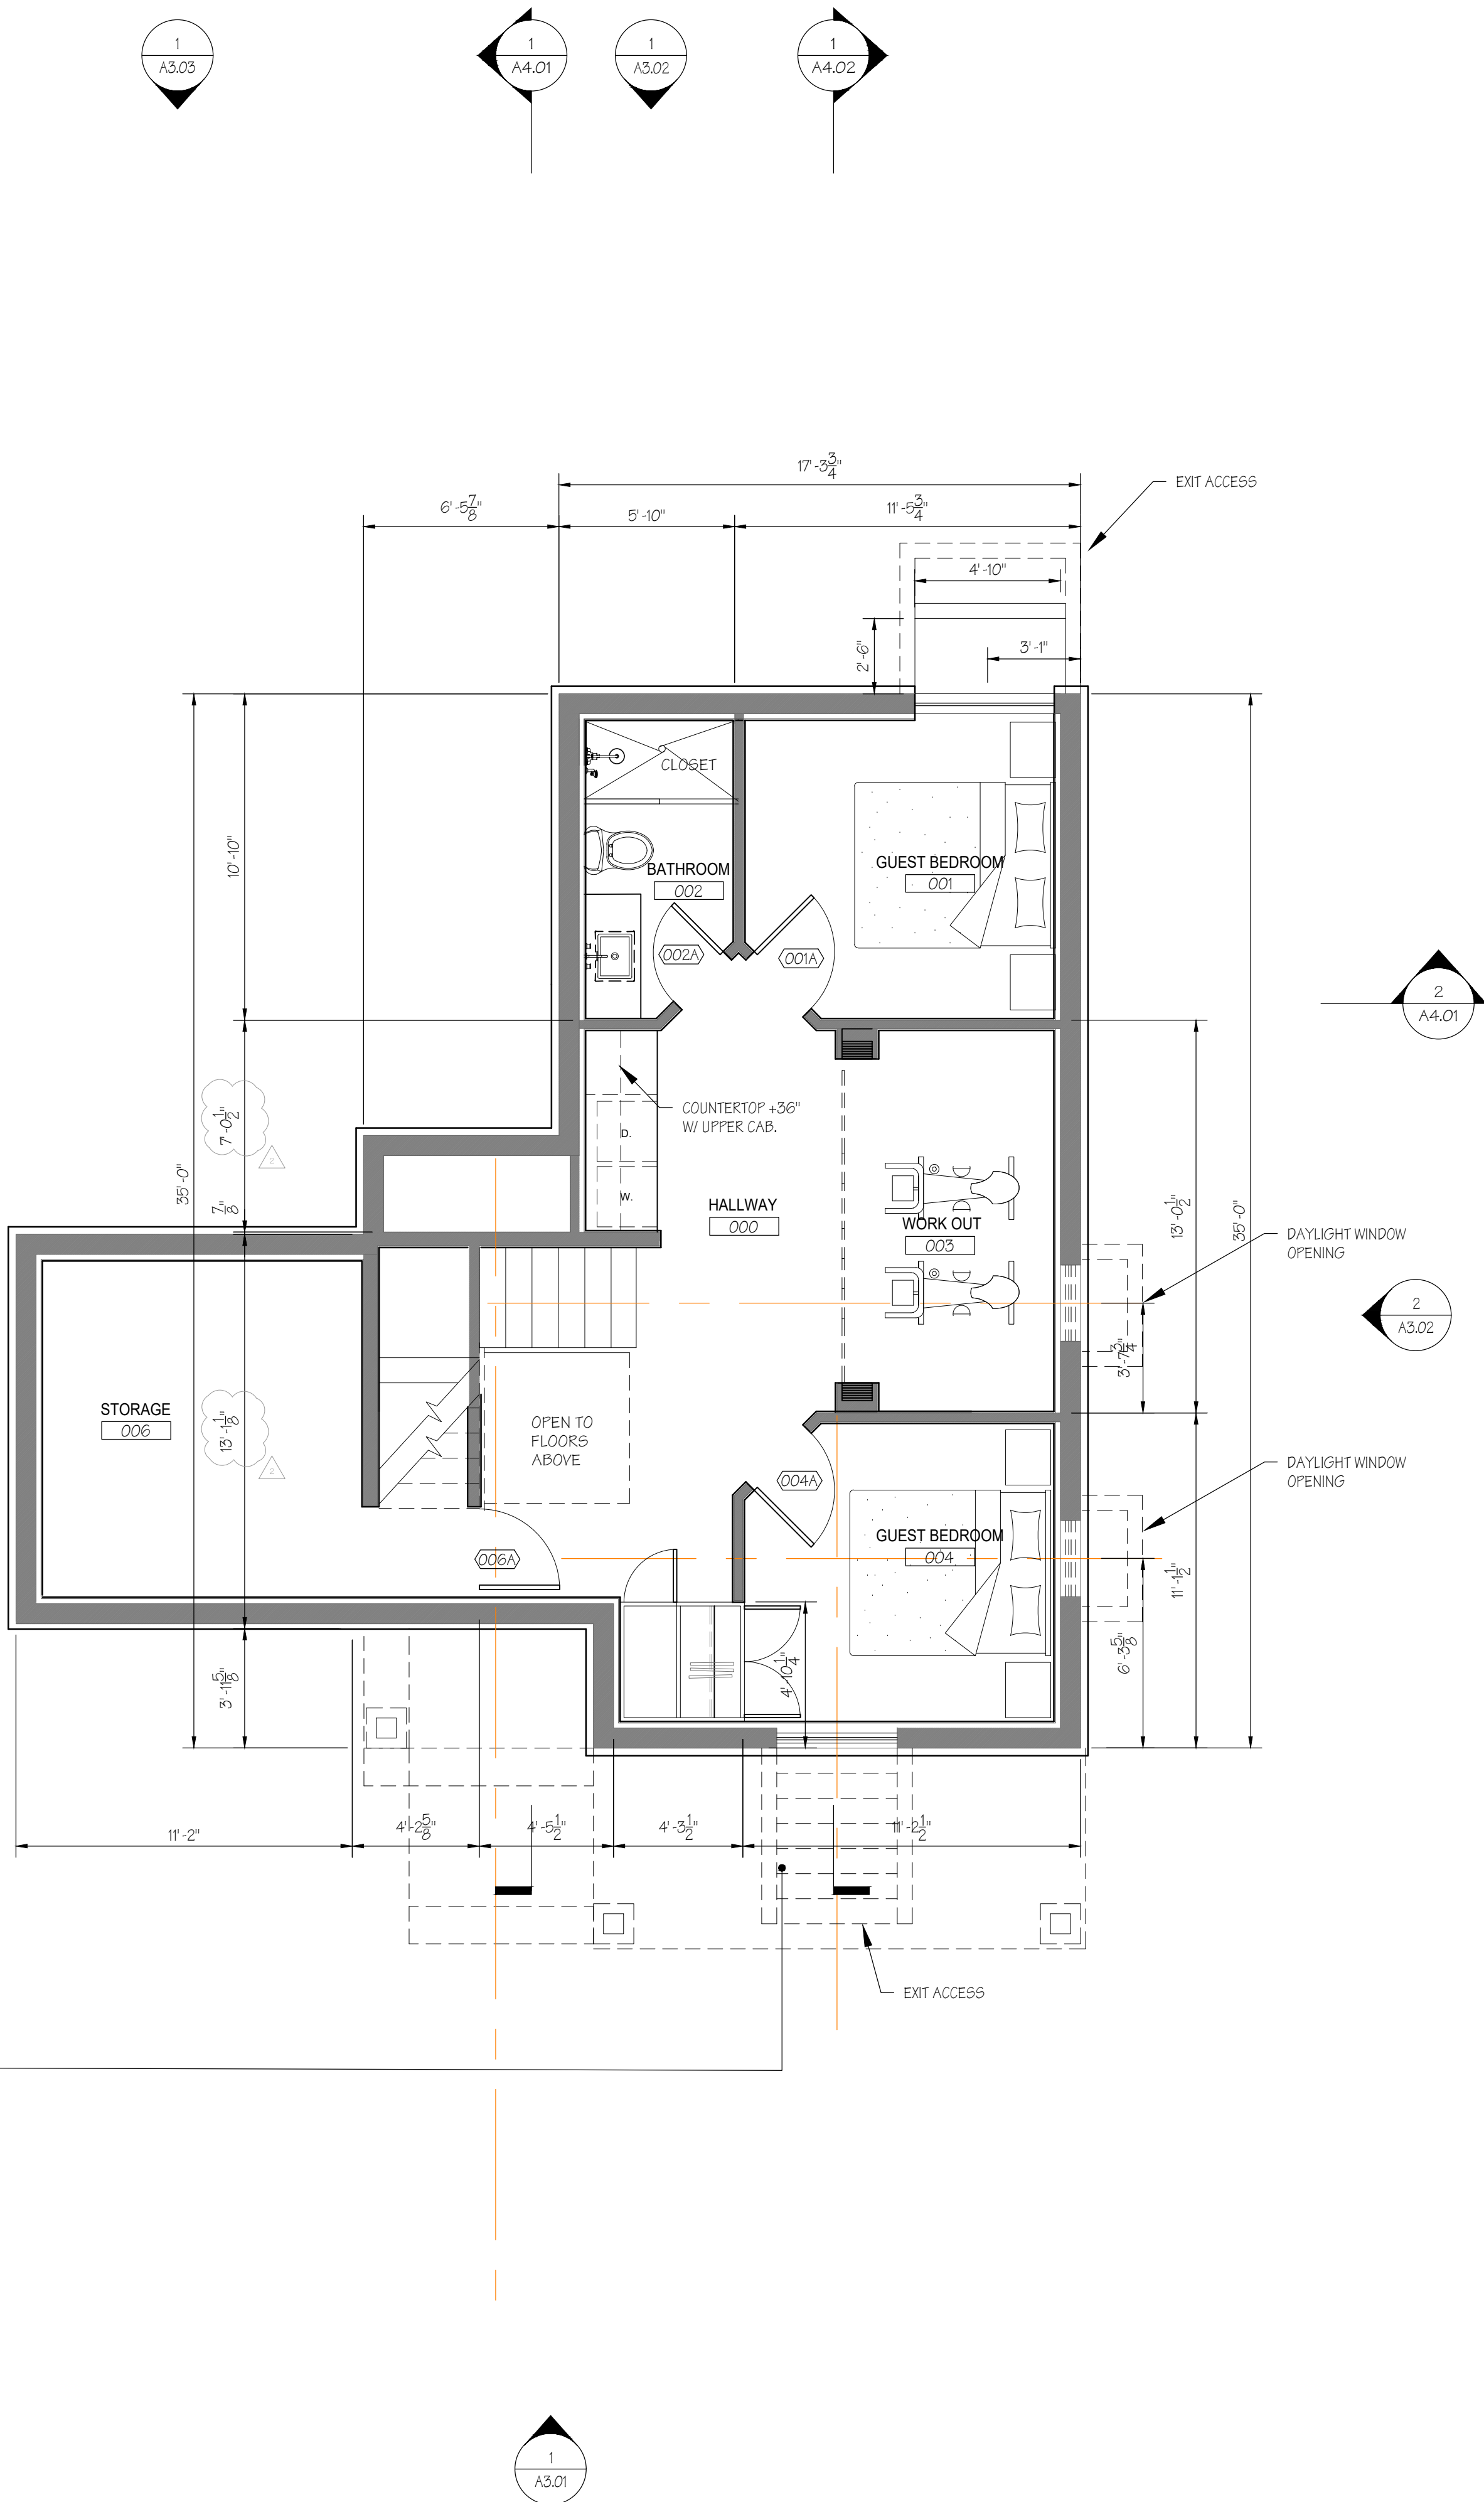 1
A3.03
1
A4.01
1
A3.02
1
A4.02
17'-3 3/4"
EXIT ACCESS
6'-5 7/8"
5'-10"
11'-5 3/4"
4'-10"
2'-6"
3'-1"
CLOSET
10'-10"
BATHROOM
002
GUEST BEDROOM
001
002A
001A
2
A4.01
COUNTERTOP +36"
W/ UPPER CAB.
7'-0 1/2"
2
D.
W.
35'-0"
7/8"
HALLWAY
000
WORK OUT
003
13'-0 1/2"
35'-0"
DAYLIGHT WINDOW
OPENING
2
A3.02
3'-7 3/4"
STORAGE
006
13'-1 1/8"
2
OPEN TO
FLOORS
ABOVE
004A
DAYLIGHT WINDOW
OPENING
GUEST BEDROOM
004
006A
11'-1 1/2"
6'-3 5/8"
3'-11 5/8"
4'-10 1/4"
11'-2"
4'-2 5/8"
4'-5 1/2"
4'-3 1/2"
11'-2 1/2"
EXIT ACCESS
1
A3.01